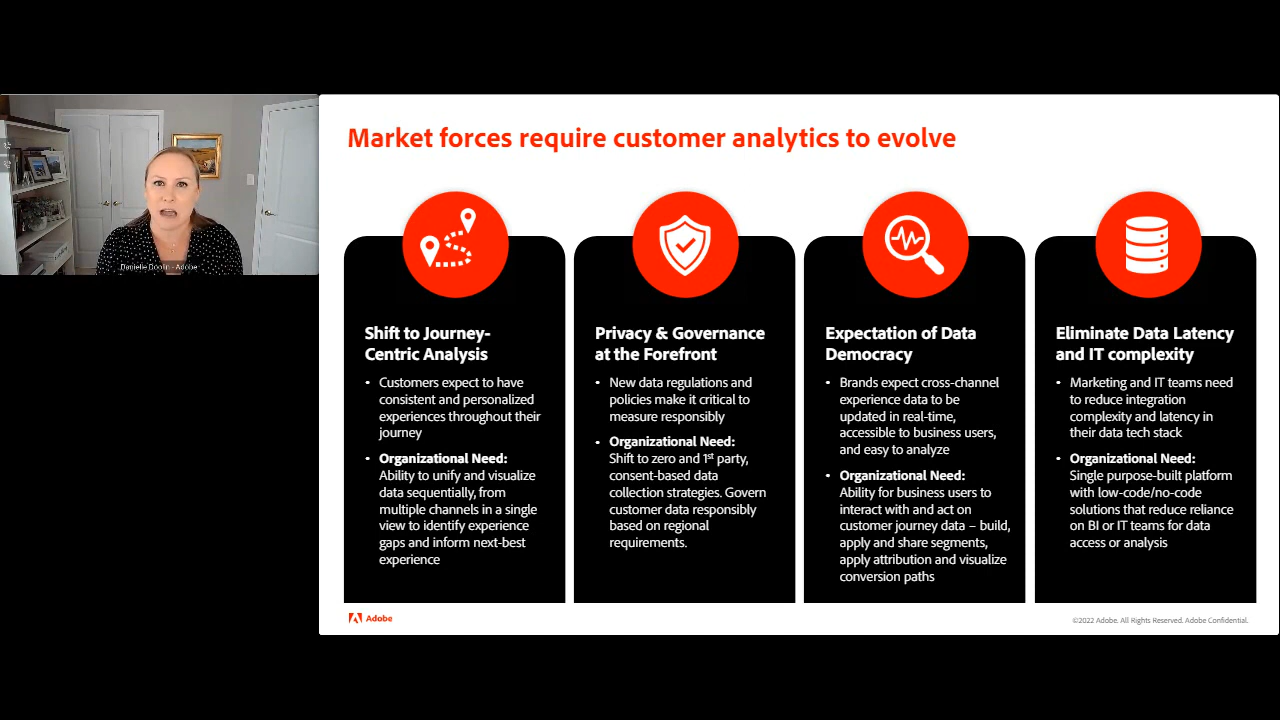 Danielle Doolin - Adobe
Market forces require customer analytics to evolve
Shift to Journey-
Centric Analysis
• Customers expect to have
consistent and personalized
experiences throughout their
journey
• Organizational Need:
Ability to unify and visualize
data sequentially, from
multiple channels in a single
view to identify experience
gaps and inform next-best
experience
Privacy & Governance
at the Forefront
• New data regulations and
policies make it critical to
measure responsibly
• Organizational Need:
Shift to zero and 1st party,
consent-based data
collection strategies. Govern
customer data responsibly
based on regional
requirements.
Expectation of Data
Democracy
• Brands expect cross-channel
experience data to be
updated in real-time,
accessible to business users,
and easy to analyze
• Organizational Need:
Ability for business users to
interact with and act on
customer journey data – build,
apply and share segments,
apply attribution and visualize
conversion paths
Eliminate Data Latency
and IT complexity
• Marketing and IT teams need
to reduce integration
complexity and latency in
their data tech stack
• Organizational Need:
Single purpose-built platform
with low-code/no-code
solutions that reduce reliance
on BI or IT teams for data
access or analysis
Adobe
©2022 Adobe. All Rights Reserved. Adobe Confidential.